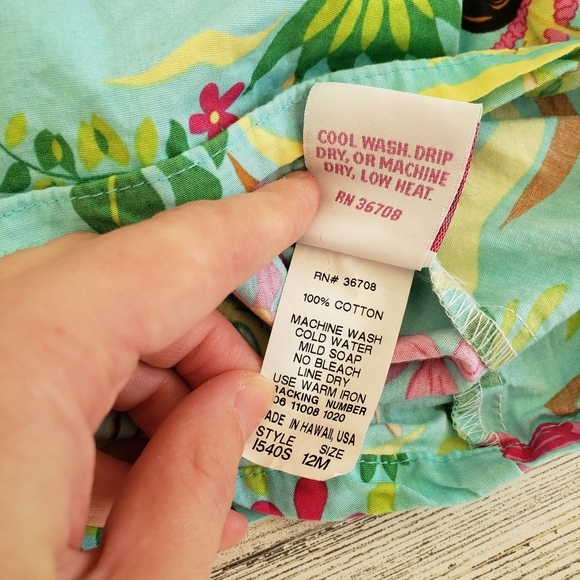 COOL WASH. DRIP
DRY, OR MACHINE
DRY, LOW HEAT.
RN 36708
RN# 36708
100% COTTON
MACHINE WASH
COLD WATER
MILD SOAP
NO BLEACH
LINE DRY
USE WARM IRON
RACKING NUMBER
06 11008 1020
ADE IN HAWAII, USA
STYLE SIZE
I540S 12M